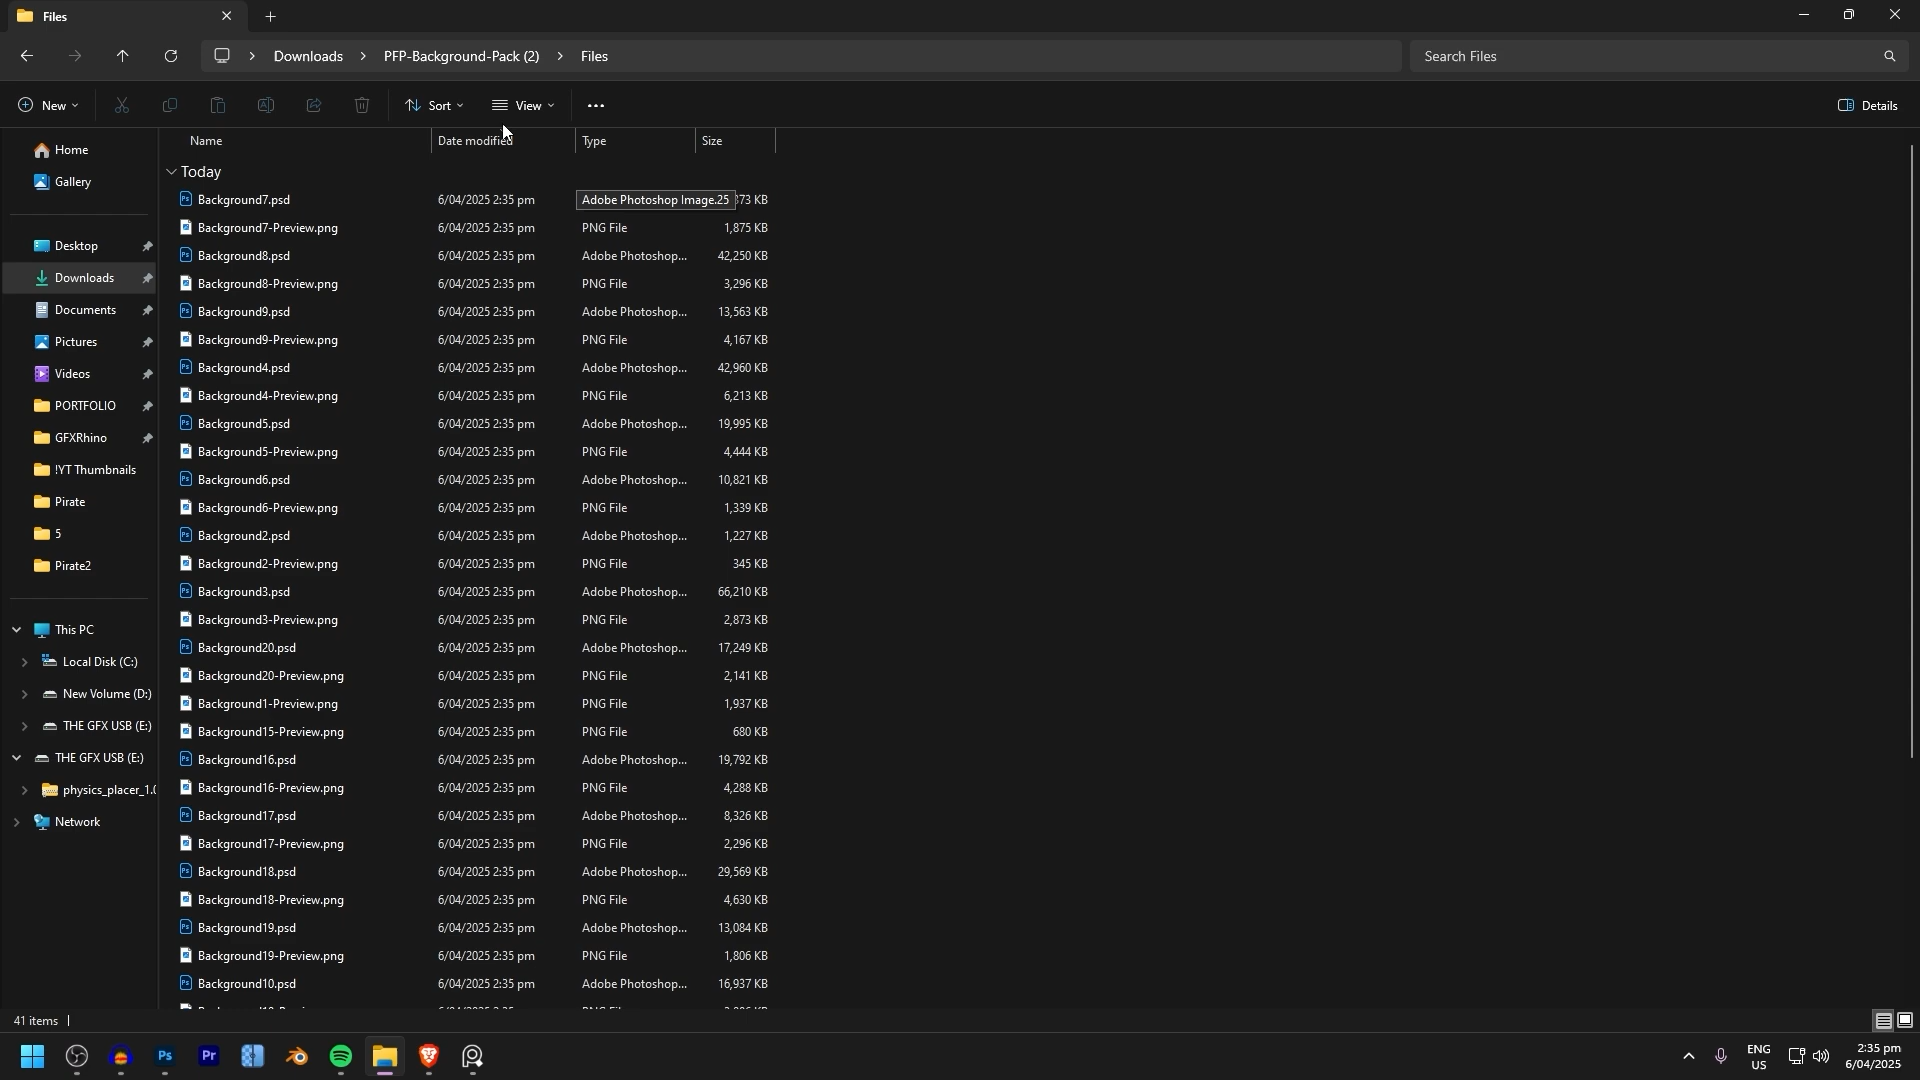 Files
Downloads > PFP-Background-Pack (2) > Files
Search Files
New
Sort
View
Details
Name Date modified Type Size
Home
Gallery
Desktop
Downloads
Documents
Pictures
Videos
PORTFOLIO
GFXRhino
!YT Thumbnails
Pirate
5
Pirate2
This PC
Local Disk (C:)
New Volume (D:)
THE GFX USB (E:)
THE GFX USB (E:)
physics_placer_1.
Network
Today
Background7.psd 6/04/2025 2:35 pm Adobe Photoshop Image.25 373 KB
Background7-Preview.png 6/04/2025 2:35 pm PNG File 1,875 KB
Background8.psd 6/04/2025 2:35 pm Adobe Photoshop... 42,250 KB
Background8-Preview.png 6/04/2025 2:35 pm PNG File 3,296 KB
Background9.psd 6/04/2025 2:35 pm Adobe Photoshop... 13,563 KB
Background9-Preview.png 6/04/2025 2:35 pm PNG File 4,167 KB
Background4.psd 6/04/2025 2:35 pm Adobe Photoshop... 42,960 KB
Background4-Preview.png 6/04/2025 2:35 pm PNG File 6,213 KB
Background5.psd 6/04/2025 2:35 pm Adobe Photoshop... 19,995 KB
Background5-Preview.png 6/04/2025 2:35 pm PNG File 4,444 KB
Background6.psd 6/04/2025 2:35 pm Adobe Photoshop... 10,821 KB
Background6-Preview.png 6/04/2025 2:35 pm PNG File 1,339 KB
Background2.psd 6/04/2025 2:35 pm Adobe Photoshop... 1,227 KB
Background2-Preview.png 6/04/2025 2:35 pm PNG File 345 KB
Background3.psd 6/04/2025 2:35 pm Adobe Photoshop... 66,210 KB
Background3-Preview.png 6/04/2025 2:35 pm PNG File 2,873 KB
Background20.psd 6/04/2025 2:35 pm Adobe Photoshop... 17,249 KB
Background20-Preview.png 6/04/2025 2:35 pm PNG File 2,141 KB
Background1-Preview.png 6/04/2025 2:35 pm PNG File 1,937 KB
Background15-Preview.png 6/04/2025 2:35 pm PNG File 680 KB
Background16.psd 6/04/2025 2:35 pm Adobe Photoshop... 19,792 KB
Background16-Preview.png 6/04/2025 2:35 pm PNG File 4,288 KB
Background17.psd 6/04/2025 2:35 pm Adobe Photoshop... 8,326 KB
Background17-Preview.png 6/04/2025 2:35 pm PNG File 2,296 KB
Background18.psd 6/04/2025 2:35 pm Adobe Photoshop... 29,569 KB
Background18-Preview.png 6/04/2025 2:35 pm PNG File 4,630 KB
Background19.psd 6/04/2025 2:35 pm Adobe Photoshop... 13,084 KB
Background19-Preview.png 6/04/2025 2:35 pm PNG File 1,806 KB
Background10.psd 6/04/2025 2:35 pm Adobe Photoshop... 16,937 KB
41 items
Ps
Pr
ENG
US
2:35 pm
6/04/2025